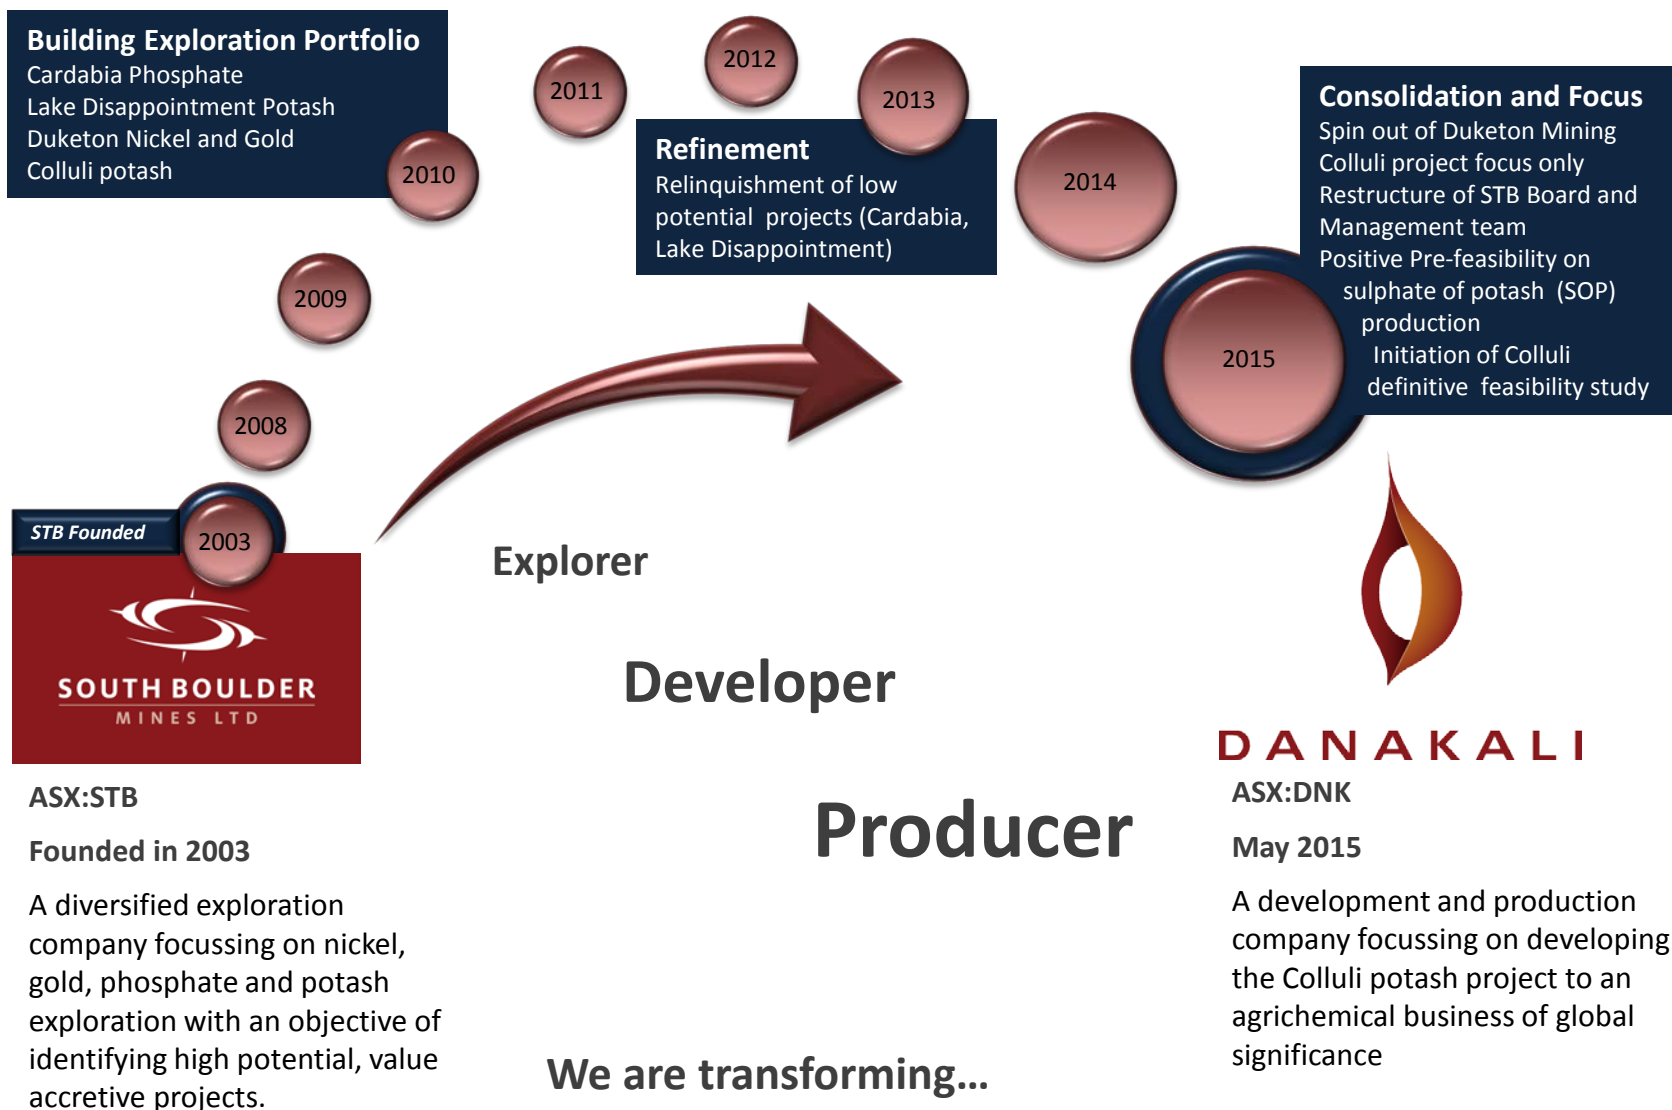 Building Exploration Portfolio
Cardabia Phosphate
Lake Disappointment Potash
Duketon Nickel and Gold
Colluli potash
2010
2011
2012
2013
Refinement
Relinquishment of low
potential projects (Cardabia,
Lake Disappointment)
2014
Consolidation and Focus
Spin out of Duketon Mining
Colluli project focus only
Restructure of STB Board and
Management team
Positive Pre-feasibility on
sulphate of potash (SOP)
production
Initiation of Colluli
definitive feasibility study
2015
2009
2008
STB Founded
2003
SOUTH BOULDER
MINES LTD
ASX:STB
Founded in 2003
A diversified exploration
company focussing on nickel,
gold, phosphate and potash
exploration with an objective of
identifying high potential, value
accretive projects.
Explorer
Developer
Producer
We are transforming...
DANAKALI
ASX:DNK
May 2015
A development and production
company focussing on developing
the Colluli potash project to an
agrichemical business of global
significance